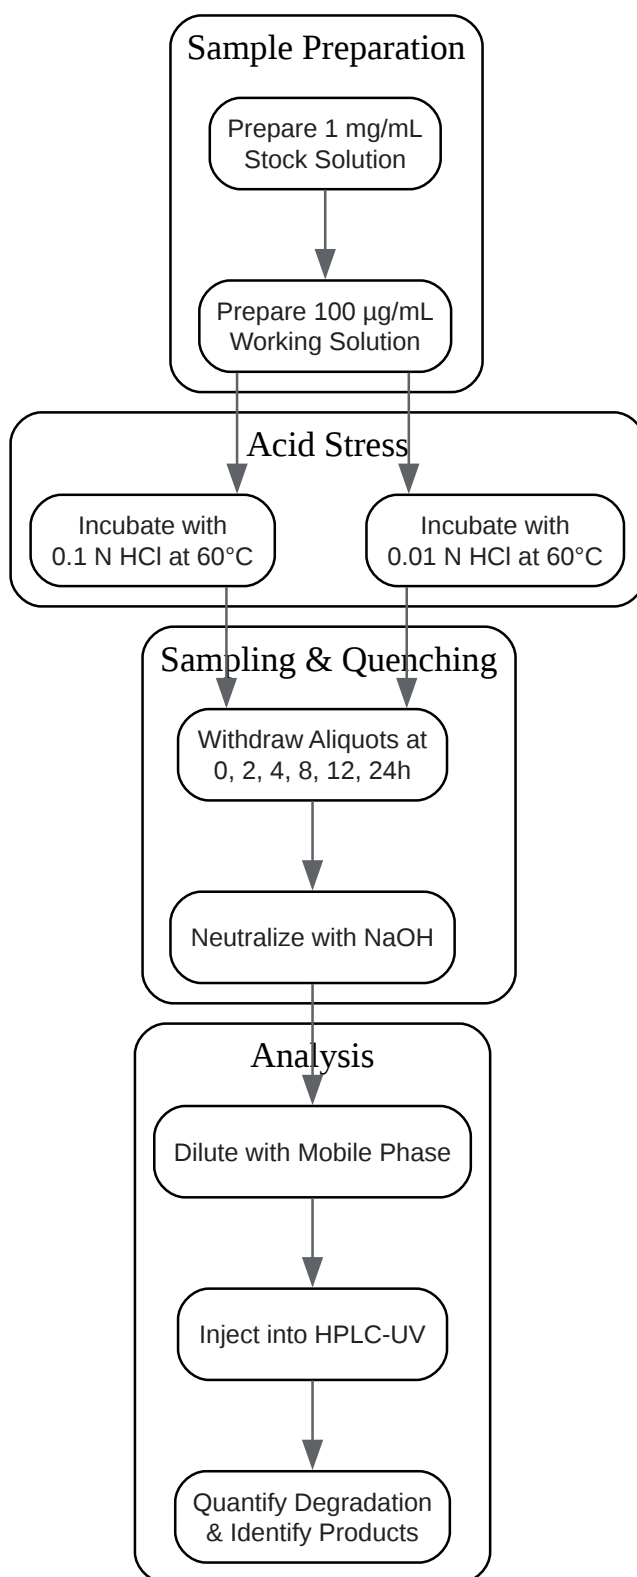 Sample Preparation
Prepare 1 mg/mL
Stock Solution
Prepare 100 µg/mL
Working Solution
Acid Stress
Incubate with
0.1 N HCl at 60°C
Incubate with
0.01 N HCl at 60°C
Sampling & Quenching
Withdraw Aliquots at
0, 2, 4, 8, 12, 24h
Neutralize with NaOH
Analysis
Dilute with Mobile Phase
Inject into HPLC-UV
Quantify Degradation
& Identify Products